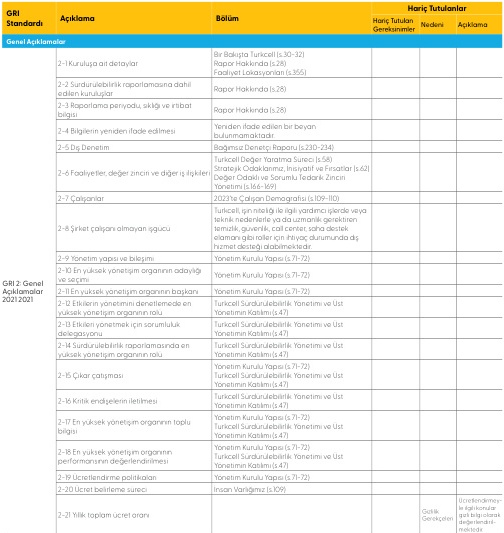 GRI
Standardı
Açıklama
Bölüm
Hariç Tutulanlar
Hariç Tutulan
Gereksinimler
Nedeni
Açıklama
Genel Açıklamalar
GRI 2: Genel
Açıklamalar
2021 2021
2-1 Kuruluşa ait detaylar
Bir Bakışta Turkcell (s.30-32)
Rapor Hakkında (s.28)
Faaliyet Lokasyonları (s.355)
2-2 Sürdürülebilirlik raporlamasına dahil
edilen kuruluşlar
Rapor Hakkında (s.28)
2-3 Raporlama periyodu, sıklığı ve irtibat
bilgisi
Rapor Hakkında (s.28)
2-4 Bilgilerin yeniden ifade edilmesi
Yeniden ifade edilen bir beyan
bulunmamaktadır.
2-5 Dış Denetim
Bağımsız Denetçi Raporu (s.230-234)
2-6 Faaliyetler, değer zinciri ve diğer iş ilişkileri
Turkcell Değer Yaratma Süreci (s.58)
Stratejik Odaklarımız, İnisiyatif ve Fırsatlar (s.62)
Değer Odaklı ve Sorumlu Tedarik Zinciri
Yönetimi (s.166-169)
2-7 Çalışanlar
2023'te Çalışan Demografisi (s.109-110)
2-8 Şirket çalışanı olmayan işgücü
Turkcell, işin niteliği ile ilgili yardımcı işlerde veya
teknik nedenlerle ya da uzmanlık gerektiren
temizlik, güvenlik, call center, saha destek
elemanı gibi roller için ihtiyaç durumunda dış
hizmet desteği alabilmektedir.
2-9 Yönetim yapısı ve bileşimi
Yönetim Kurulu Yapısı (s.71-72)
2-10 En yüksek yönetişim organının adaylığı
ve seçimi
Yönetim Kurulu Yapısı (s.71-72)
2-11 En yüksek yönetişim organının başkanı
Yönetim Kurulu Yapısı (s.71-72)
2-12 Etkilerin yönetimini denetlemede en
yüksek yönetişim organının rolü
Turkcell Sürdürülebilirlik Yönetimi ve Üst
Yönetimin Katılımı (s.47)
2-13 Etkileri yönetmek için sorumluluk
delegasyonu
Turkcell Sürdürülebilirlik Yönetimi ve Üst
Yönetimin Katılımı (s.47)
2-14 Sürdürülebilirlik raporlamasında en
yüksek yönetişim organının rolü
Turkcell Sürdürülebilirlik Yönetimi ve Üst
Yönetimin Katılımı (s.47)
2-15 Çıkar çatışması
Yönetim Kurulu Yapısı (s.71-72)
Turkcell Sürdürülebilirlik Yönetimi ve Üst
Yönetimin Katılımı (s.47)
2-16 Kritik endişelerin iletilmesi
Turkcell Sürdürülebilirlik Yönetimi ve Üst
Yönetimin Katılımı (s.47)
2-17 En yüksek yönetişim organının toplu
bilgisi
Yönetim Kurulu Yapısı (s.71-72)
Turkcell Sürdürülebilirlik Yönetimi ve Üst
Yönetimin Katılımı (s.47)
2-18 En yüksek yönetişim organının
performansının değerlendirilmesi
Yönetim Kurulu Yapısı (s.71-72)
Turkcell Sürdürülebilirlik Yönetimi ve Üst
Yönetimin Katılımı (s.47)
2-19 Ücretlendirme politikaları
Yönetim Kurulu Yapısı (s.71-72)
2-20 Ücret belirleme süreci
İnsan Varlığımız (s.109)
2-21 Yıllık toplam ücret oranı
Gizlilik
Gerekçeleri
Ücretlendirmey-
le ilgili konular
gizli bilgi olarak
değerlendiril-
mektedir.